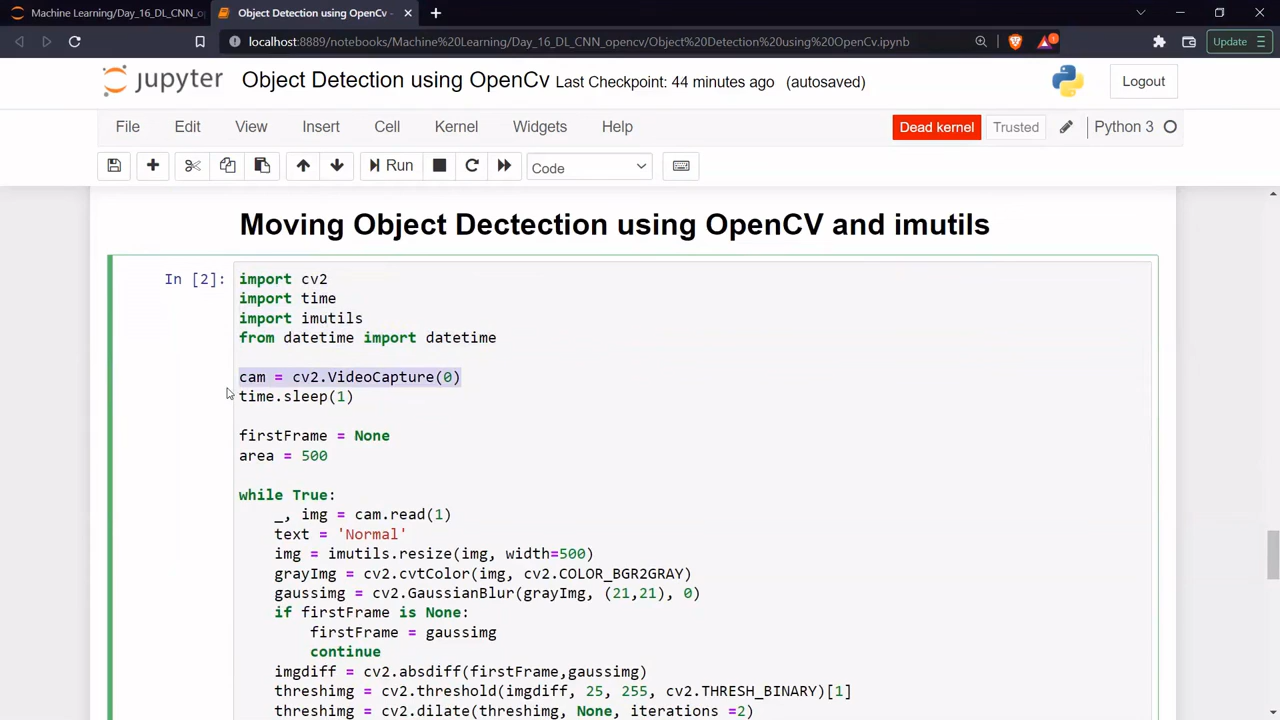 Machine Learning/Day_16_DL_CNN_op
Object Detection using OpenCv -
localhost:8889/notebooks/Machine%20Learning/Day_16_DL_CNN_opencv/Object%20Detection%20using%20OpenCv.ipynb
Update
jupyter Object Detection using OpenCv Last Checkpoint: 44 minutes ago (autosaved)
Logout
File Edit View Insert Cell Kernel Widgets Help
Dead kernel Trusted Python 3
Run Code
Moving Object Dectection using OpenCV and imutils
In [2]: import cv2
import time
import imutils
from datetime import datetime
cam = cv2.VideoCapture(0)
time.sleep(1)
firstFrame = None
area = 500
while True:
_, img = cam.read(1)
text = 'Normal'
img = imutils.resize(img, width=500)
grayImg = cv2.cvtColor(img, cv2.COLOR_BGR2GRAY)
gaussimg = cv2.GaussianBlur(grayImg, (21,21), 0)
if firstFrame is None:
firstFrame = gaussimg
continue
imgdiff = cv2.absdiff(firstFrame,gaussimg)
threshimg = cv2.threshold(imgdiff, 25, 255, cv2.THRESH_BINARY)[1]
threshimg = cv2.dilate(threshimg, None, iterations =2)